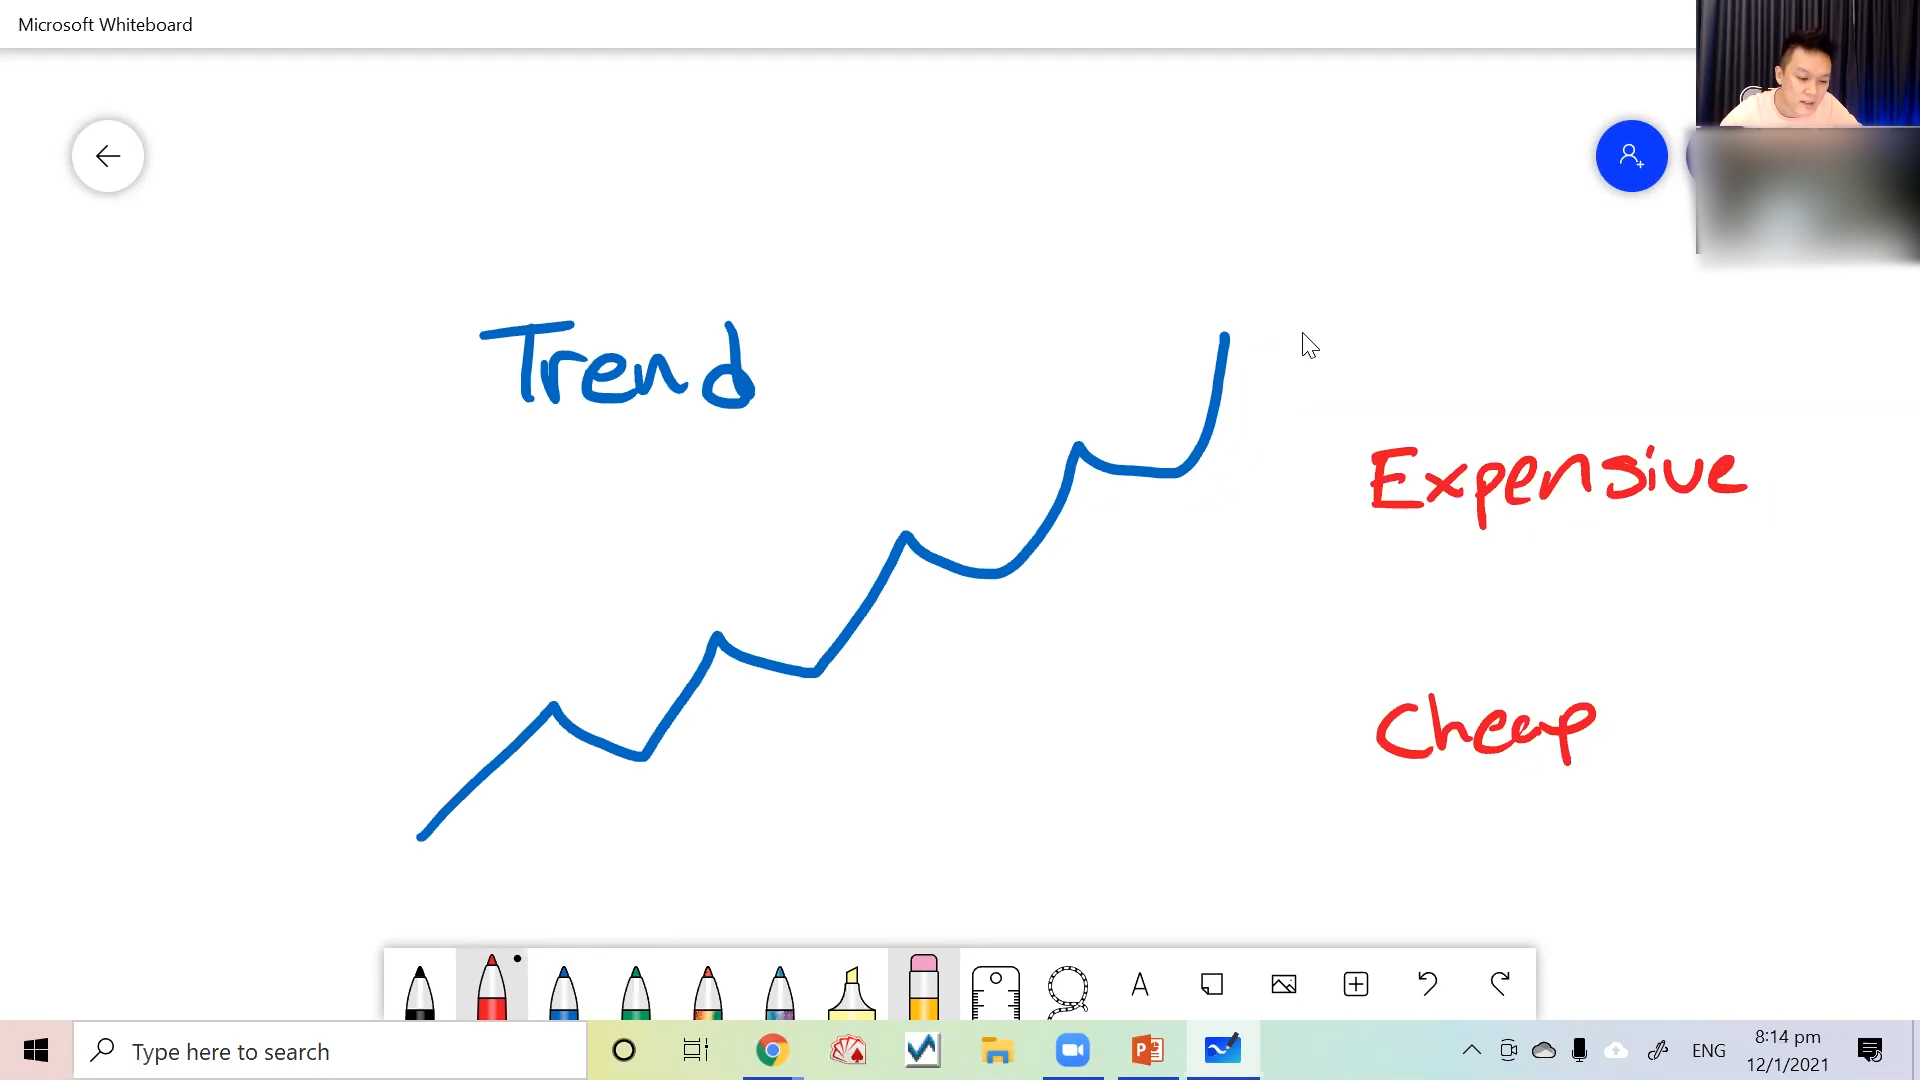 Microsoft Whiteboard
Trend
Expensive
Cheap
A
Type here to search
ENG
8:14 pm
12/1/2021